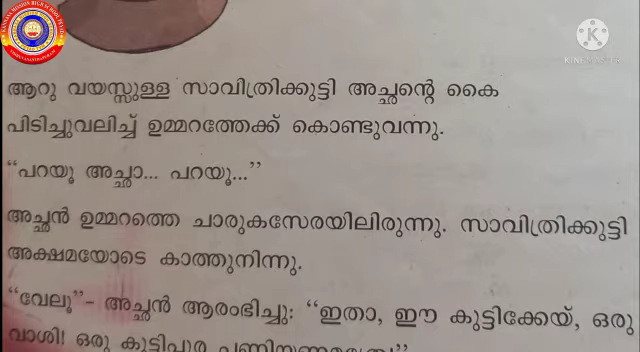 ആറു വയസ്സുള്ള സാവിത്രിക്കുട്ടി അച്ഛന്റെ കൈ
പിടിച്ചുവലിച്ച് ഉമ്മറത്തേക്ക് കൊണ്ടുവന്നു.
“പറയൂ അച്ഛാ... പറയൂ...”
അച്ഛൻ ഉമ്മറത്തെ ചാരുകസേരയിലിരുന്നു. സാവിത്രിക്കുട്ടി
അക്ഷമയോടെ കാത്തുനിന്നു.
“വേലൂ”- അച്ഛൻ ആരംഭിച്ചു: “ഇതാ, ഈ കുട്ടിക്കേയ്, ഒരു
വാശി! ഒരു കുട്ടിപ്പുര
KINEMASTER